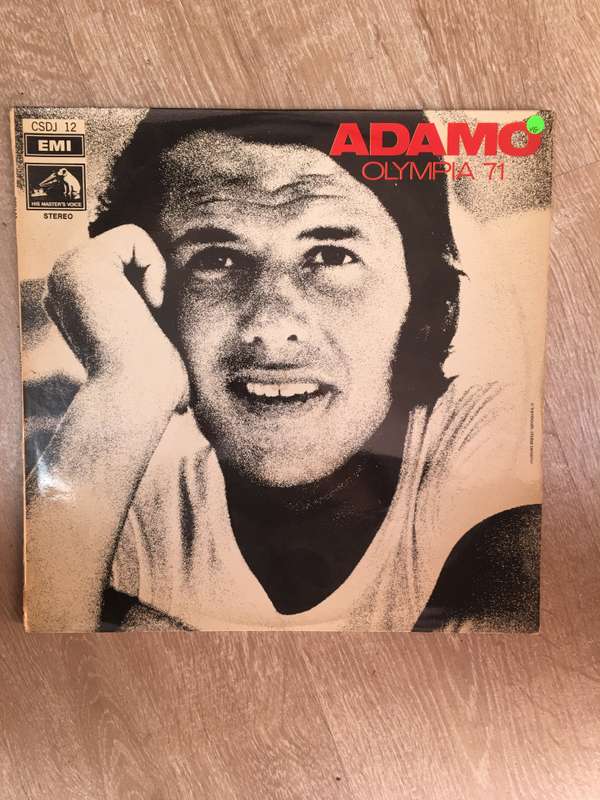 CSDJ 12
EMI
HIS MASTER'S VOICE
STEREO
ADAMO
OLYMPIA 71